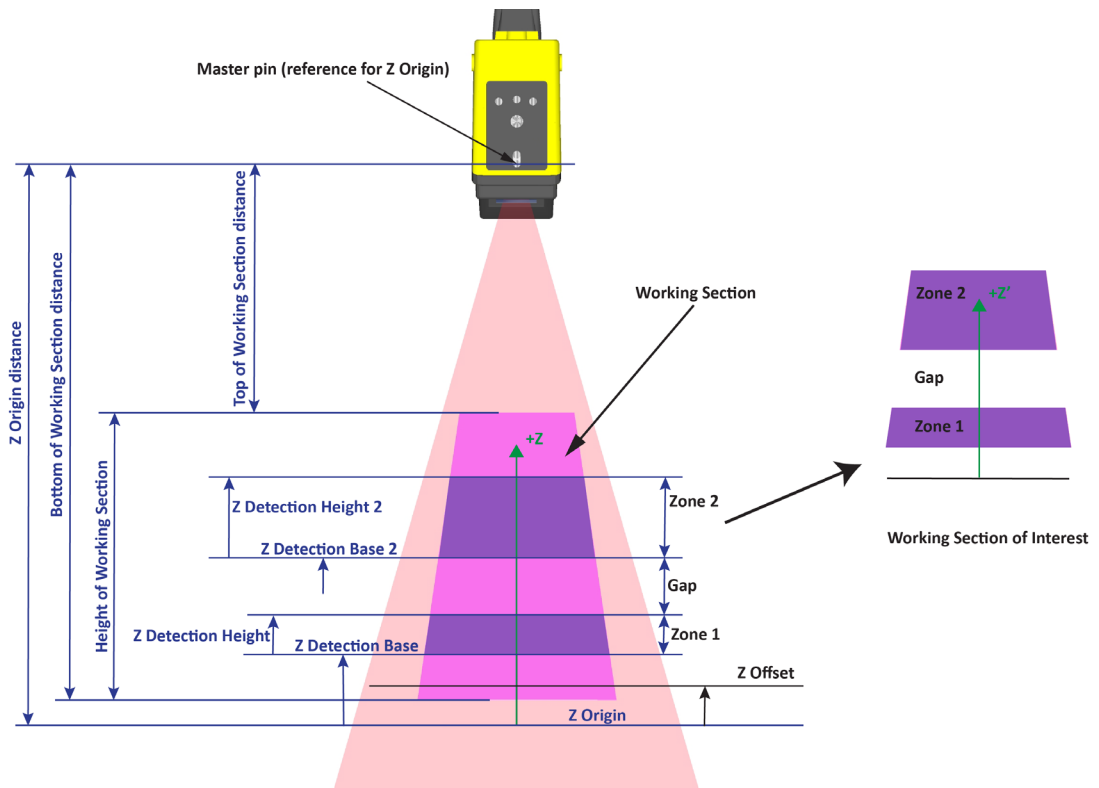 Master pin (reference for Z Origin)
Z Origin distance
Bottom of Working Section distance
Top of Working Section distance
Height of Working Section
Working Section
+Z
Z Detection Height 2
Zone 2
Z Detection Base 2
Gap
Z Detection Height
Zone 1
Z Detection Base
Z Offset
Z Origin
Zone 2
+Z'
Gap
Zone 1
Working Section of Interest